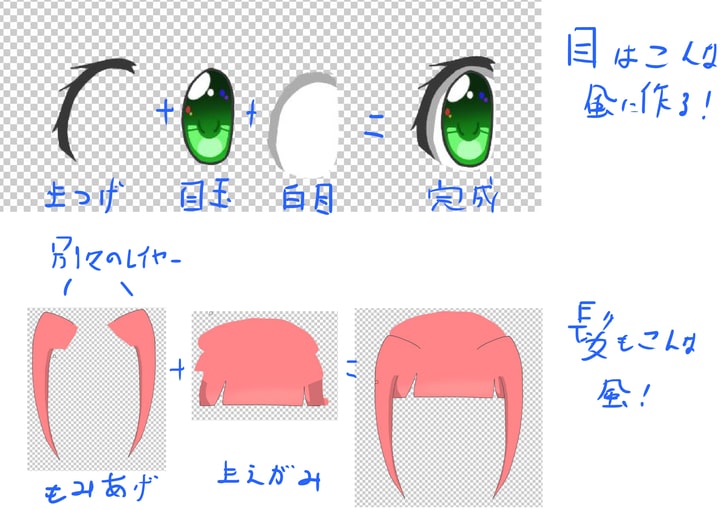 目はこんな
風に作る!
+
+
=
上つげ
目玉
白目
完成
別々のレイヤー
+
=
髪もこんな
風!
もみあげ
まえがみ